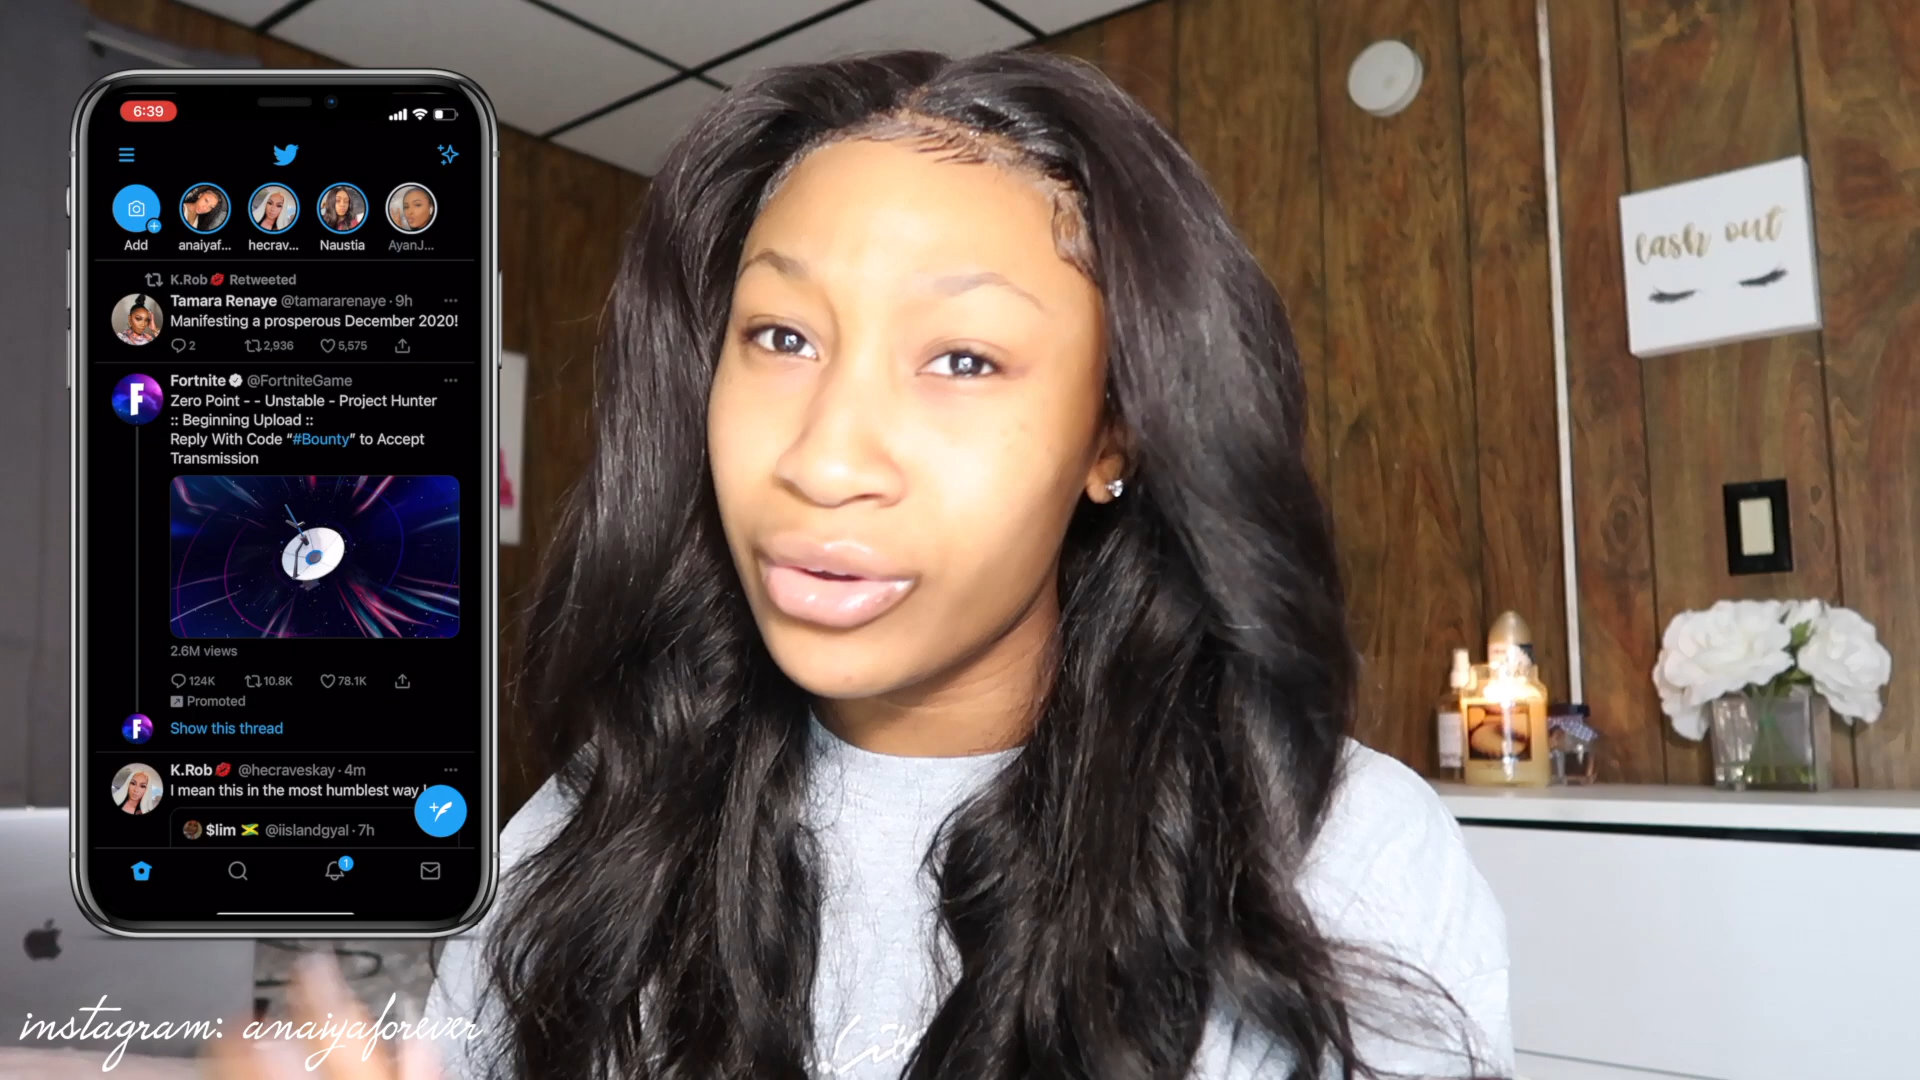 6:39
Add
anaiyaf...
hecrav...
Naustia
AyanJ...
K.Rob💋 Retweeted
Tamara Renaye @tamararenaye · 9h
Manifesting a prosperous December 2020!
2
2,936
5,575
Fortnite @FortniteGame
Zero Point - - Unstable - Project Hunter
:: Beginning Upload ::
Reply With Code “#Bounty” to Accept
Transmission
2.6M views
124K
10.8K
78.1K
Promoted
Show this thread
K.Rob💋 @hecraveskay · 4m
I mean this in the most humblest way
$lim 🇯🇲 @iislandgyal · 7h
1
lash out
instagram: anaiyaforever